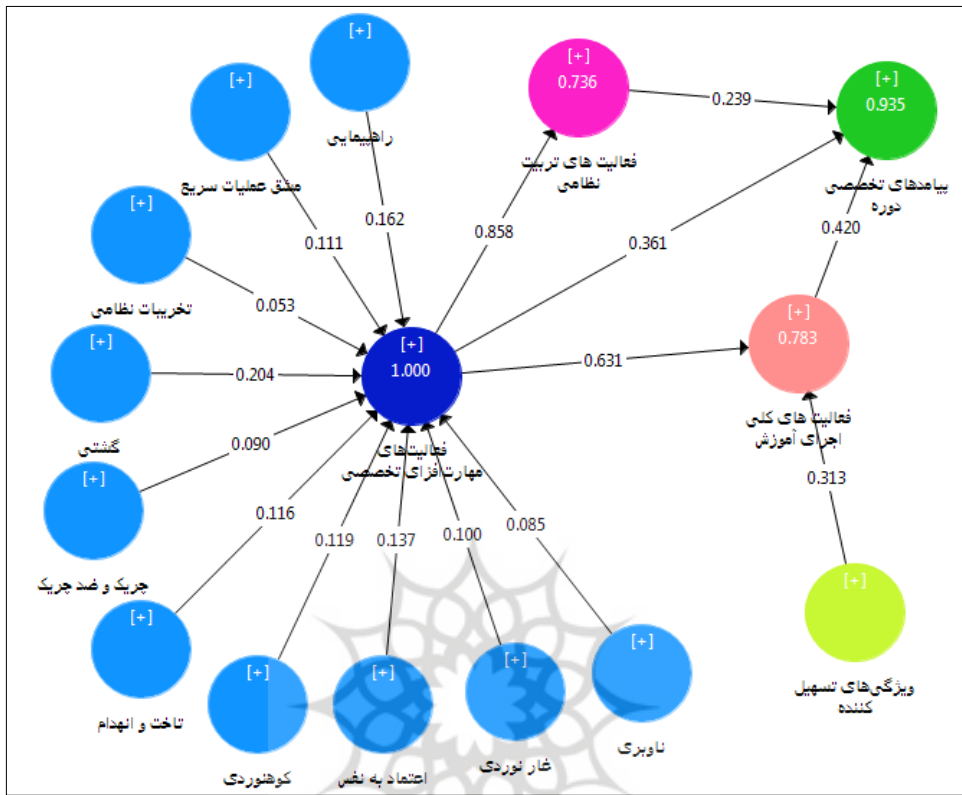 [+]
راهپیمایی
[+]
مشق عملیات سریع
[+]
تخریبات نظامی
[+]
گشتی
[+]
چریک و ضد چریک
[+]
تاخت و انهدام
[+]
کوهنوردی
[+]
اعتماد به نفس
[+]
غار نوردی
[+]
ناوبری
[+]
1.000
فعالیت‌های
مهارت‌افزای تخصصی
[+]
0.736
فعالیت های تربیت
نظامی
[+]
0.935
پیامدهای تخصصی
دوره
[+]
0.783
فعالیت های کلی
اجرای آموزش
[+]
ویژگی‌های تسهیل
کننده
0.162
0.111
0.053
0.204
0.090
0.116
0.119
0.137
0.100
0.085
0.858
0.239
0.361
0.420
0.631
0.313